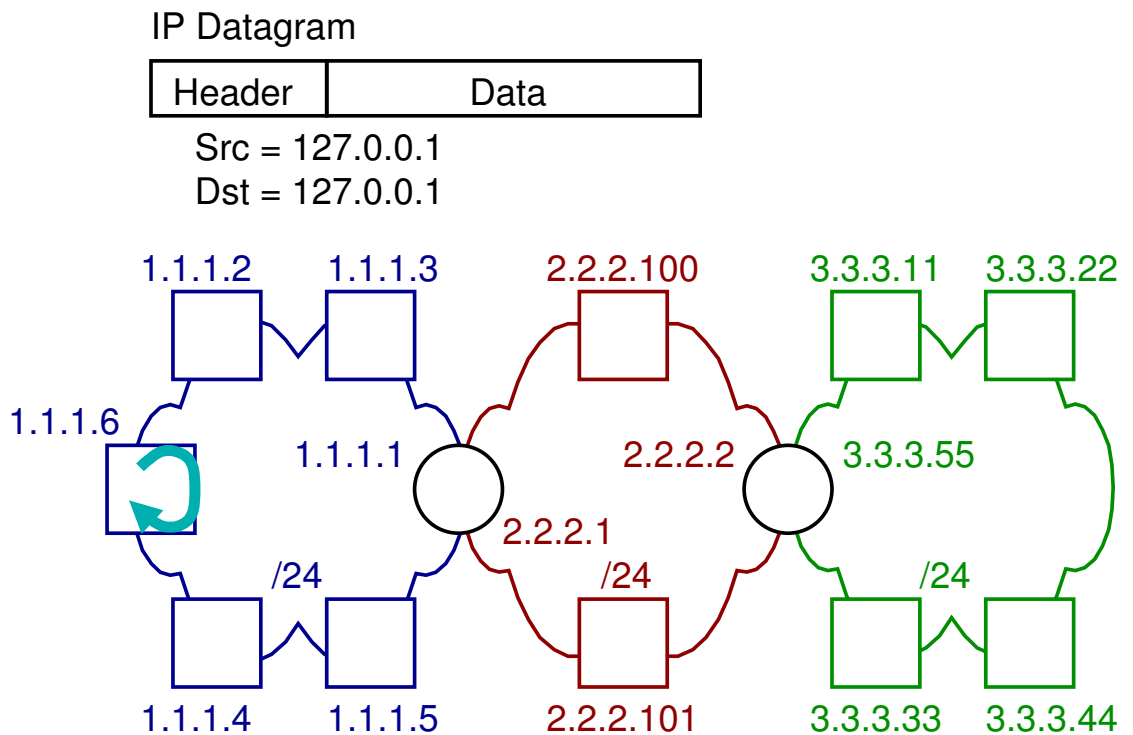 IP Datagram
Header Data
Src = 127.0.0.1
Dst = 127.0.0.1
1.1.1.2 1.1.1.3 2.2.2.100 3.3.3.11 3.3.3.22
1.1.1.6
1.1.1.1 2.2.2.2 3.3.3.55
2.2.2.1
/24 /24 /24
1.1.1.4 1.1.1.5 2.2.2.101 3.3.3.33 3.3.3.44